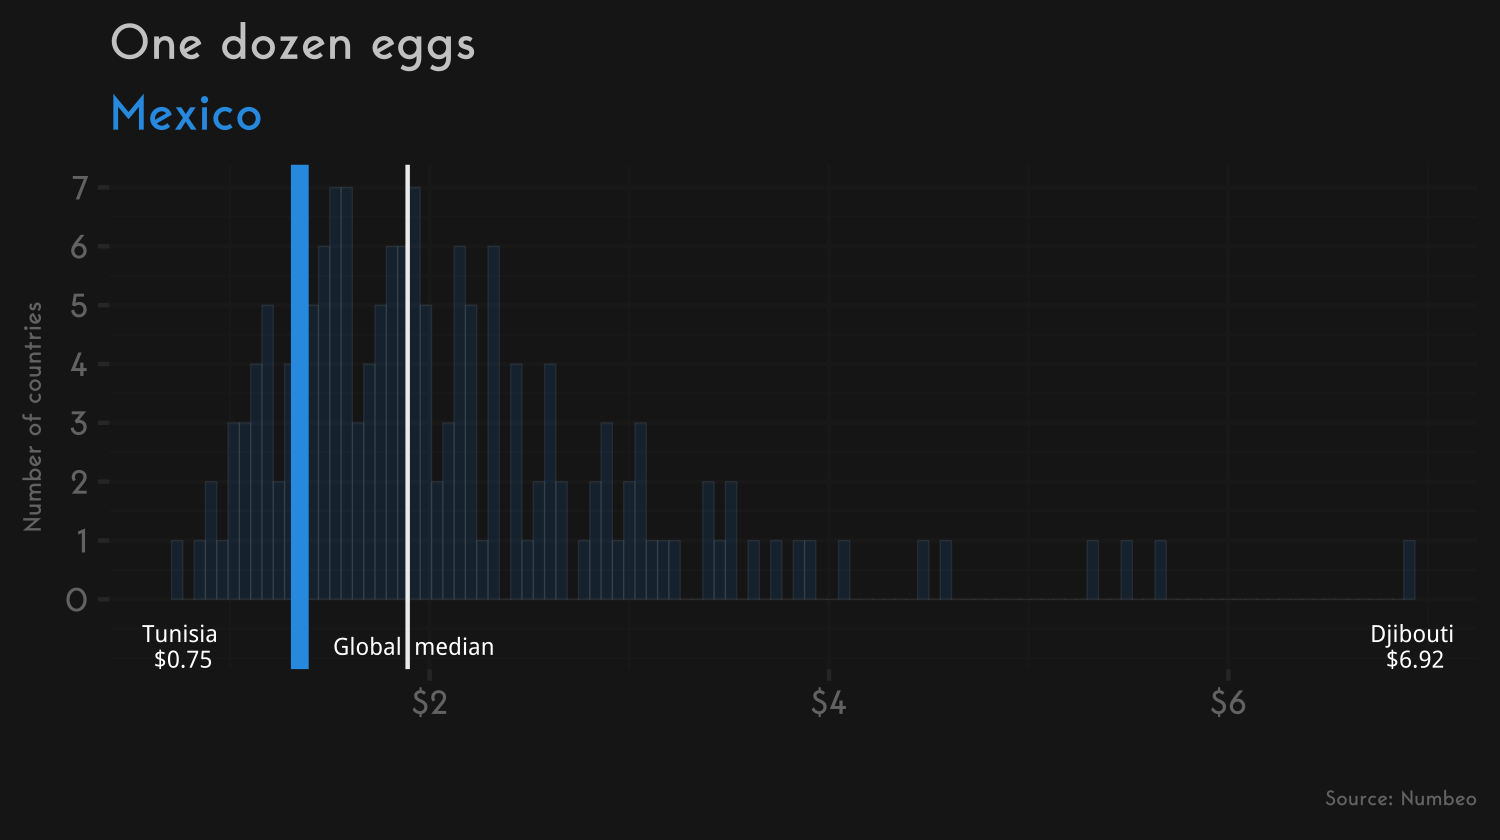 One dozen eggs
Mexico
Number of countries
7
6
5
4
3
2
1
0
Tunisia
$0.75
Global median
Djibouti
$6.92
$2
$4
$6
Source: Numbeo